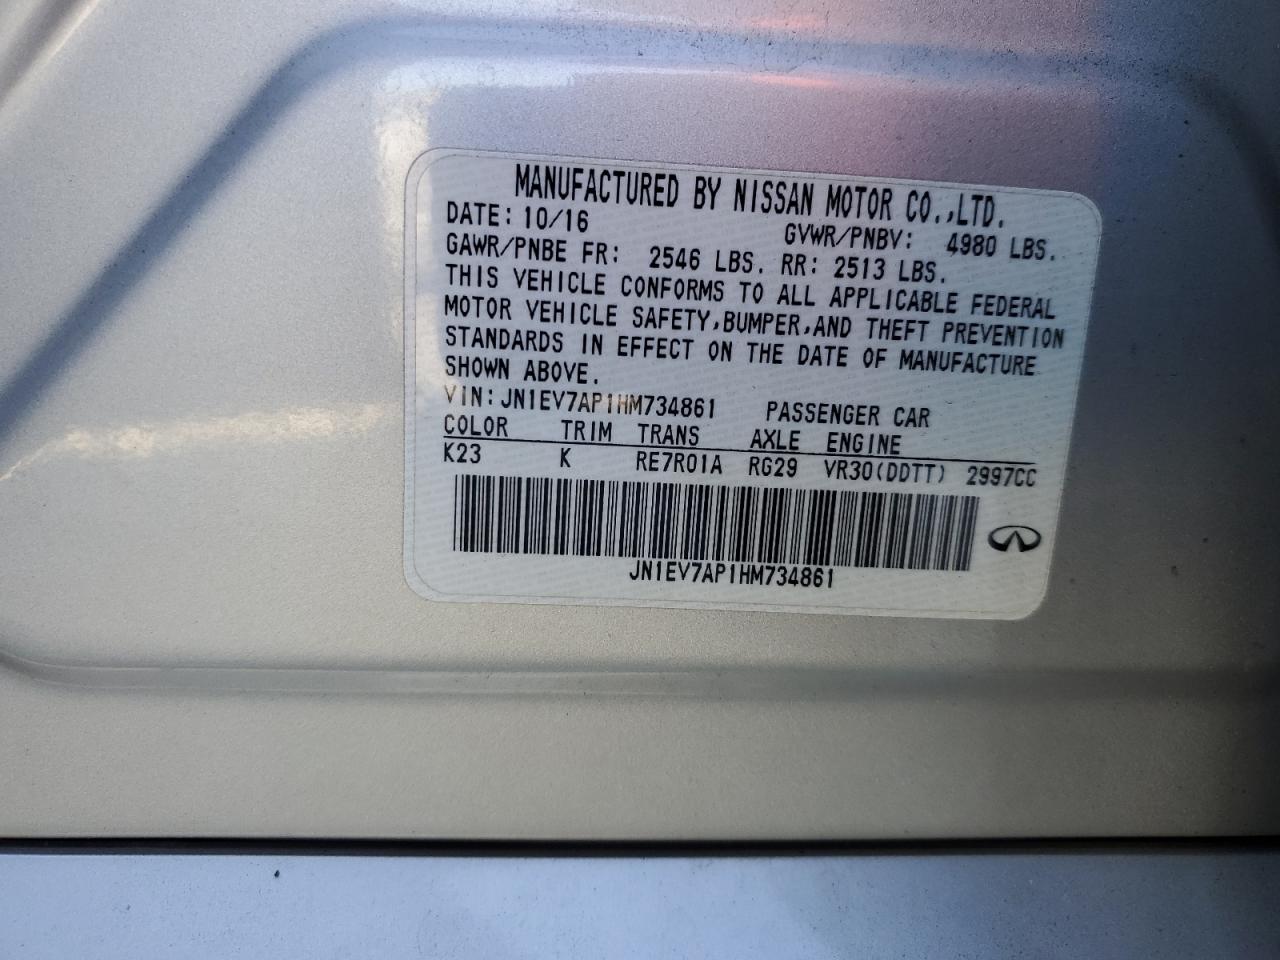 MANUFACTURED BY NISSAN MOTOR CO.,LTD.
DATE: 10/16 GVWR/PNBV: 4980 LBS.
GAWR/PNBE FR: 2546 LBS. RR: 2513 LBS.
THIS VEHICLE CONFORMS TO ALL APPLICABLE FEDERAL
MOTOR VEHICLE SAFETY,BUMPER,AND THEFT PREVENTION
STANDARDS IN EFFECT ON THE DATE OF MANUFACTURE
SHOWN ABOVE.
VIN: JN1EV7AP1HM734861 PASSENGER CAR
COLOR TRIM TRANS AXLE ENGINE
K23 K RE7R01A RG29 VR30(DDTT) 2997CC
JN1EV7AP1HM734861